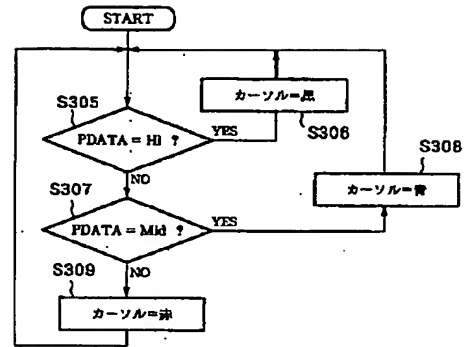 START
S305
PDATA = Hi ?
YES
カーソル=黒
S306
NO
S307
PDATA = Mid ?
YES
カーソル=青
S308
NO
S309
カーソル=赤